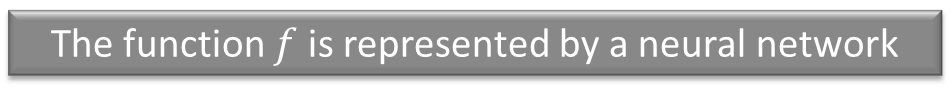 The function f is represented by a neural network